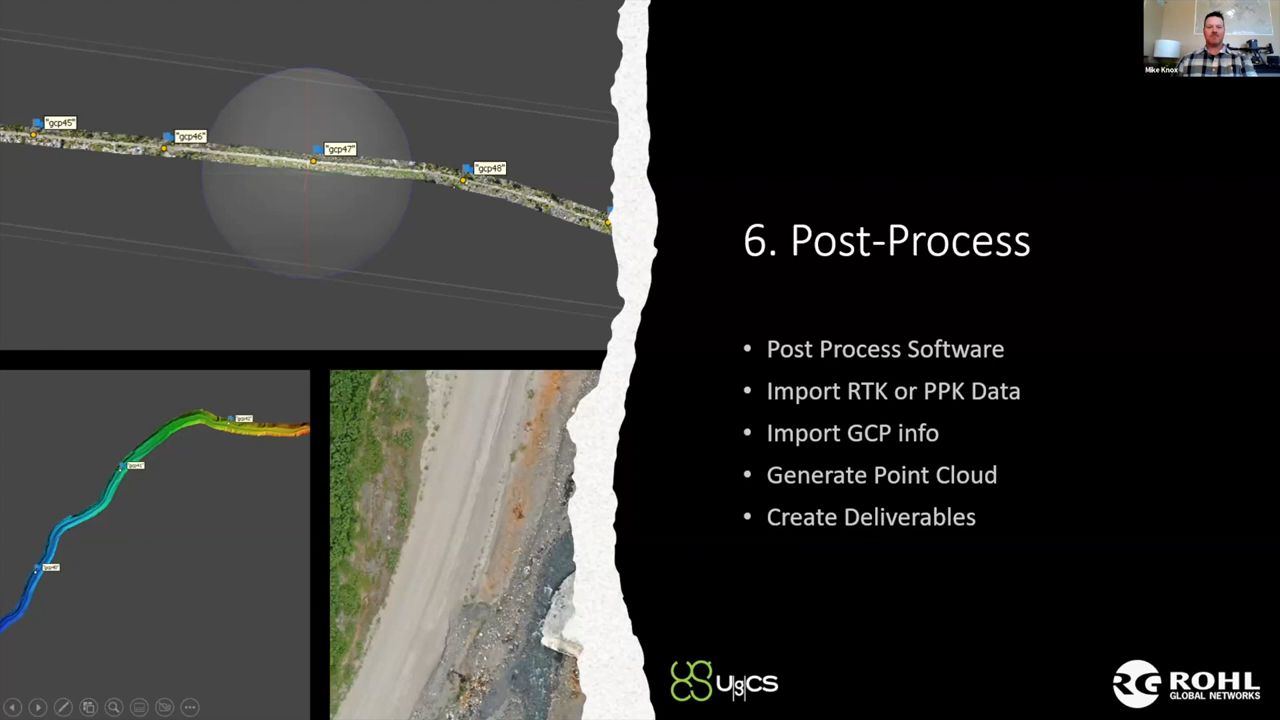 Mike Knox
"gcp45"
"gcp46"
"gcp47"
"gcp48"
6. Post-Process
• Post Process Software
• Import RTK or PPK Data
• Import GCP info
• Generate Point Cloud
• Create Deliverables
UgCS
ROHL
GLOBAL NETWORKS